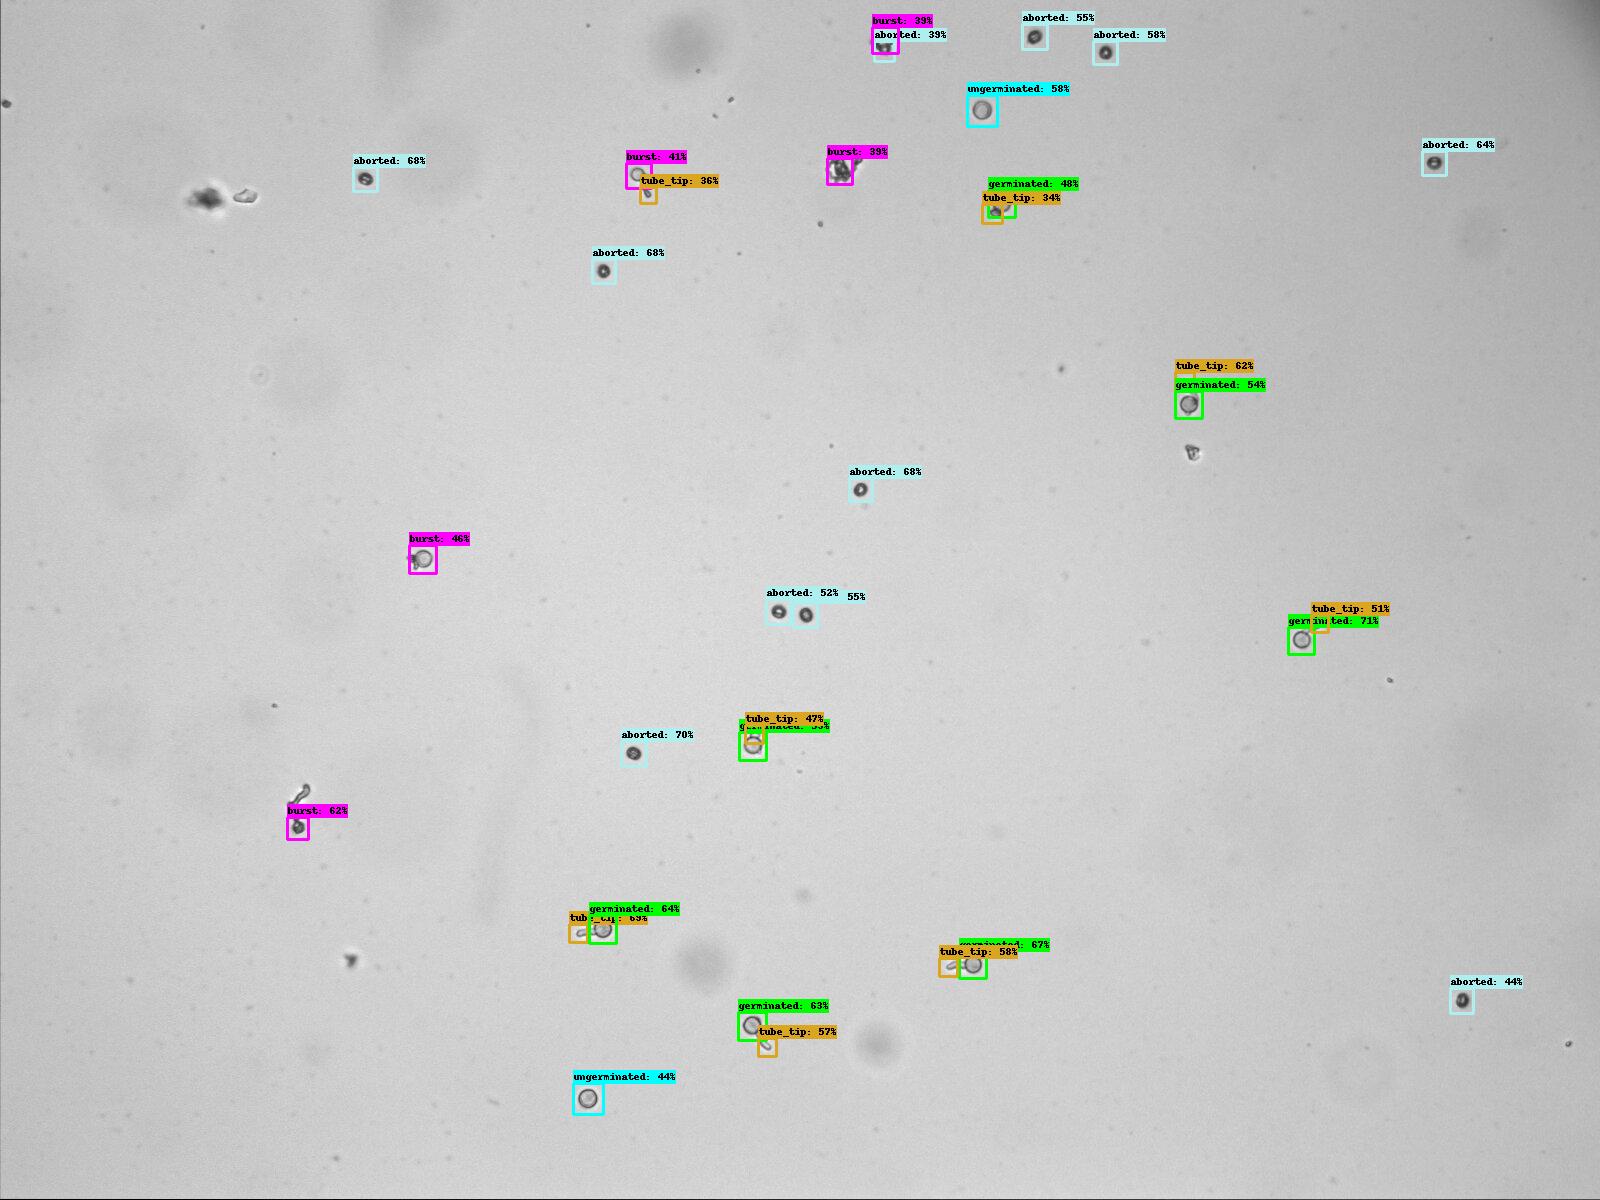 burst: 39%
aborted: 55%
aborted: 39%
aborted: 58%
ungerminated: 58%
aborted: 64%
burst: 39%
burst: 41%
aborted: 68%
tube_tip: 36%
germinated: 48%
tube_tip: 34%
aborted: 68%
tube_tip: 62%
germinated: 54%
aborted: 68%
burst: 46%
aborted: 52%
55%
tube_tip: 51%
germinated: 71%
tube_tip: 47%
aborted: 70%
burst: 62%
germinated: 64%
tube_tip: 69%
germinated: 67%
tube_tip: 58%
aborted: 44%
germinated: 63%
tube_tip: 57%
ungerminated: 44%